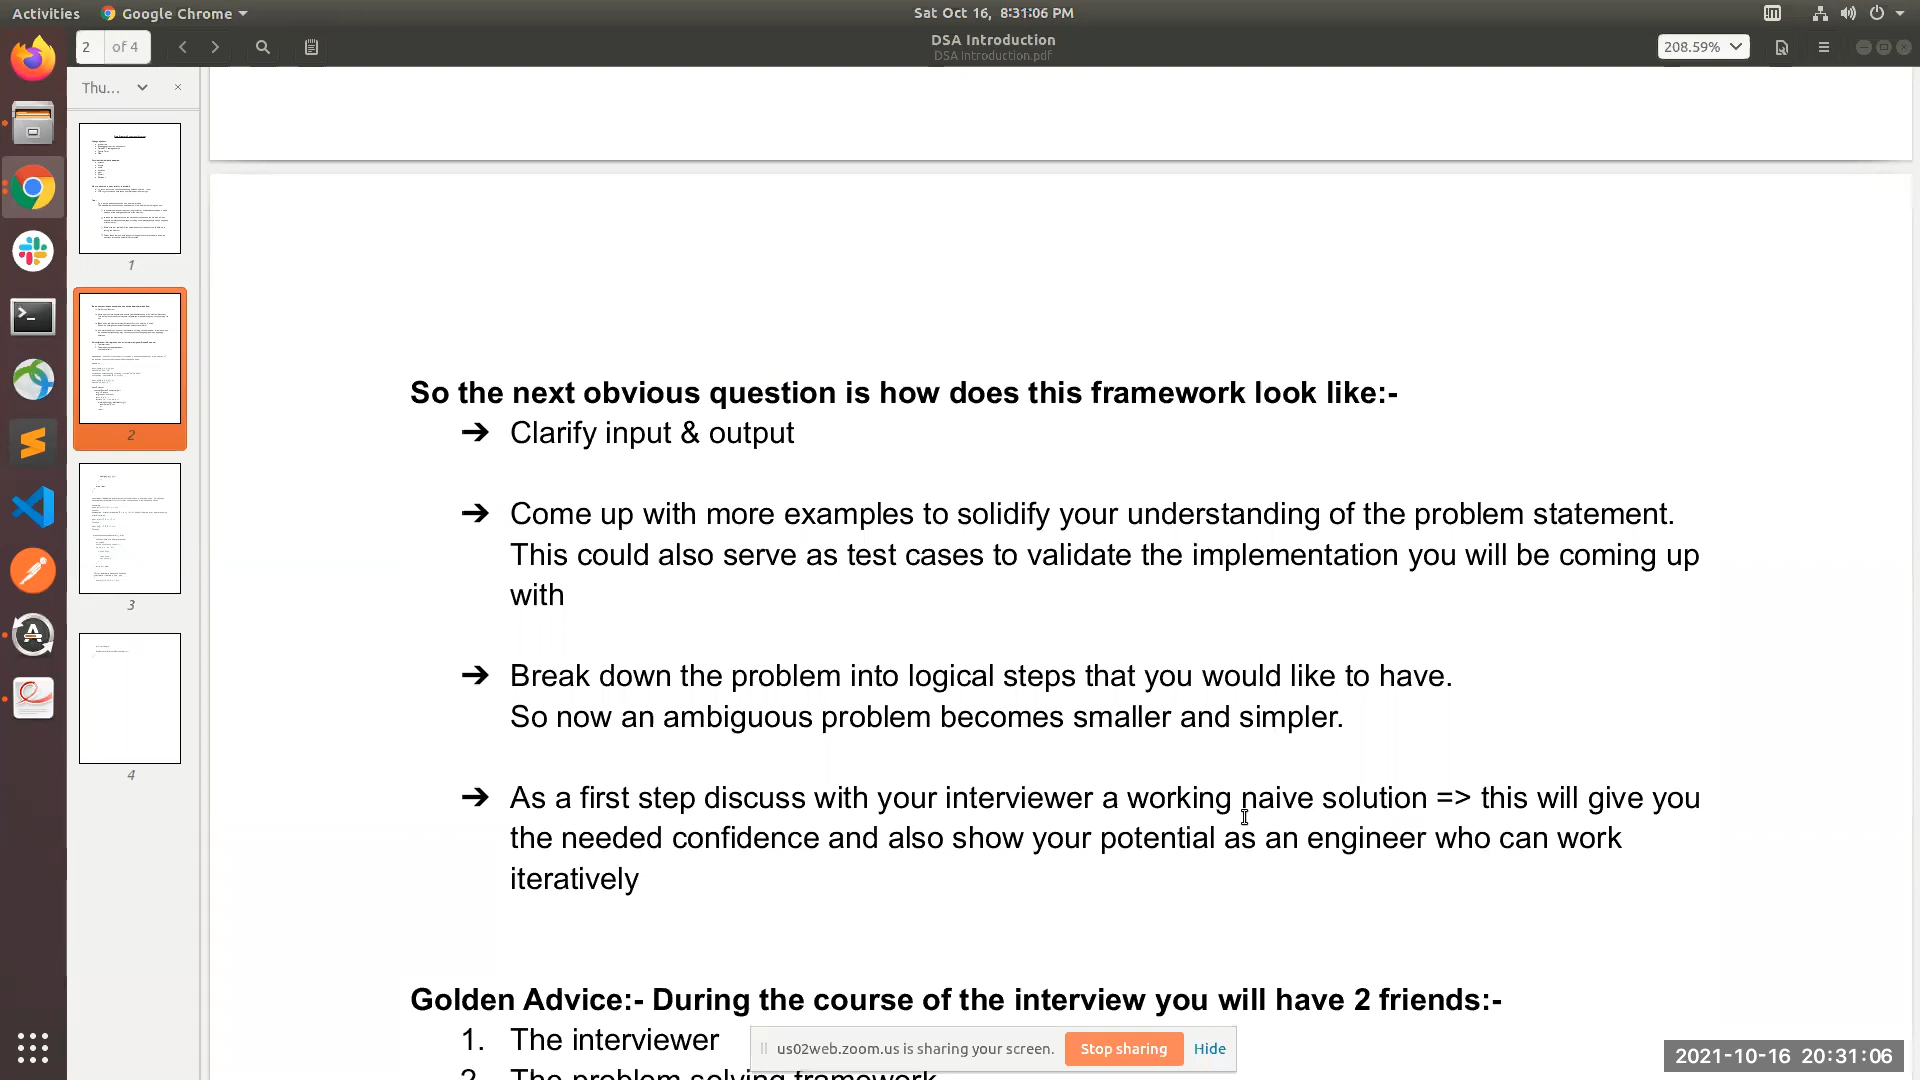 Activities
Google Chrome
Sat Oct 16, 8:31:06 PM
2 of 4
DSA Introduction
DSA Introduction.pdf
208.59%
Thu...
1
2
3
4
So the next obvious question is how does this framework look like:-
➔ Clarify input & output
➔ Come up with more examples to solidify your understanding of the problem statement.
This could also serve as test cases to validate the implementation you will be coming up
with
➔ Break down the problem into logical steps that you would like to have.
So now an ambiguous problem becomes smaller and simpler.
➔ As a first step discuss with your interviewer a working naive solution => this will give you
the needed confidence and also show your potential as an engineer who can work
iteratively
Golden Advice:- During the course of the interview you will have 2 friends:-
1. The interviewer
2. The problem solving framework
us02web.zoom.us is sharing your screen.
Stop sharing
Hide
2021-10-16 20:31:06